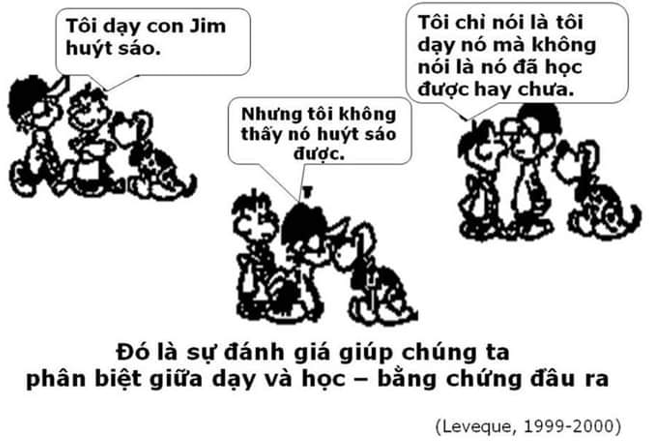 Tôi dạy con Jim
huýt sáo.
Nhưng tôi không
thấy nó huýt sáo
được.
Tôi chỉ nói là tôi
dạy nó mà không
nói là nó đã học
được hay chưa.
Đó là sự đánh giá giúp chúng ta
phân biệt giữa dạy và học – bằng chứng đâu ra
(Leveque, 1999-2000)